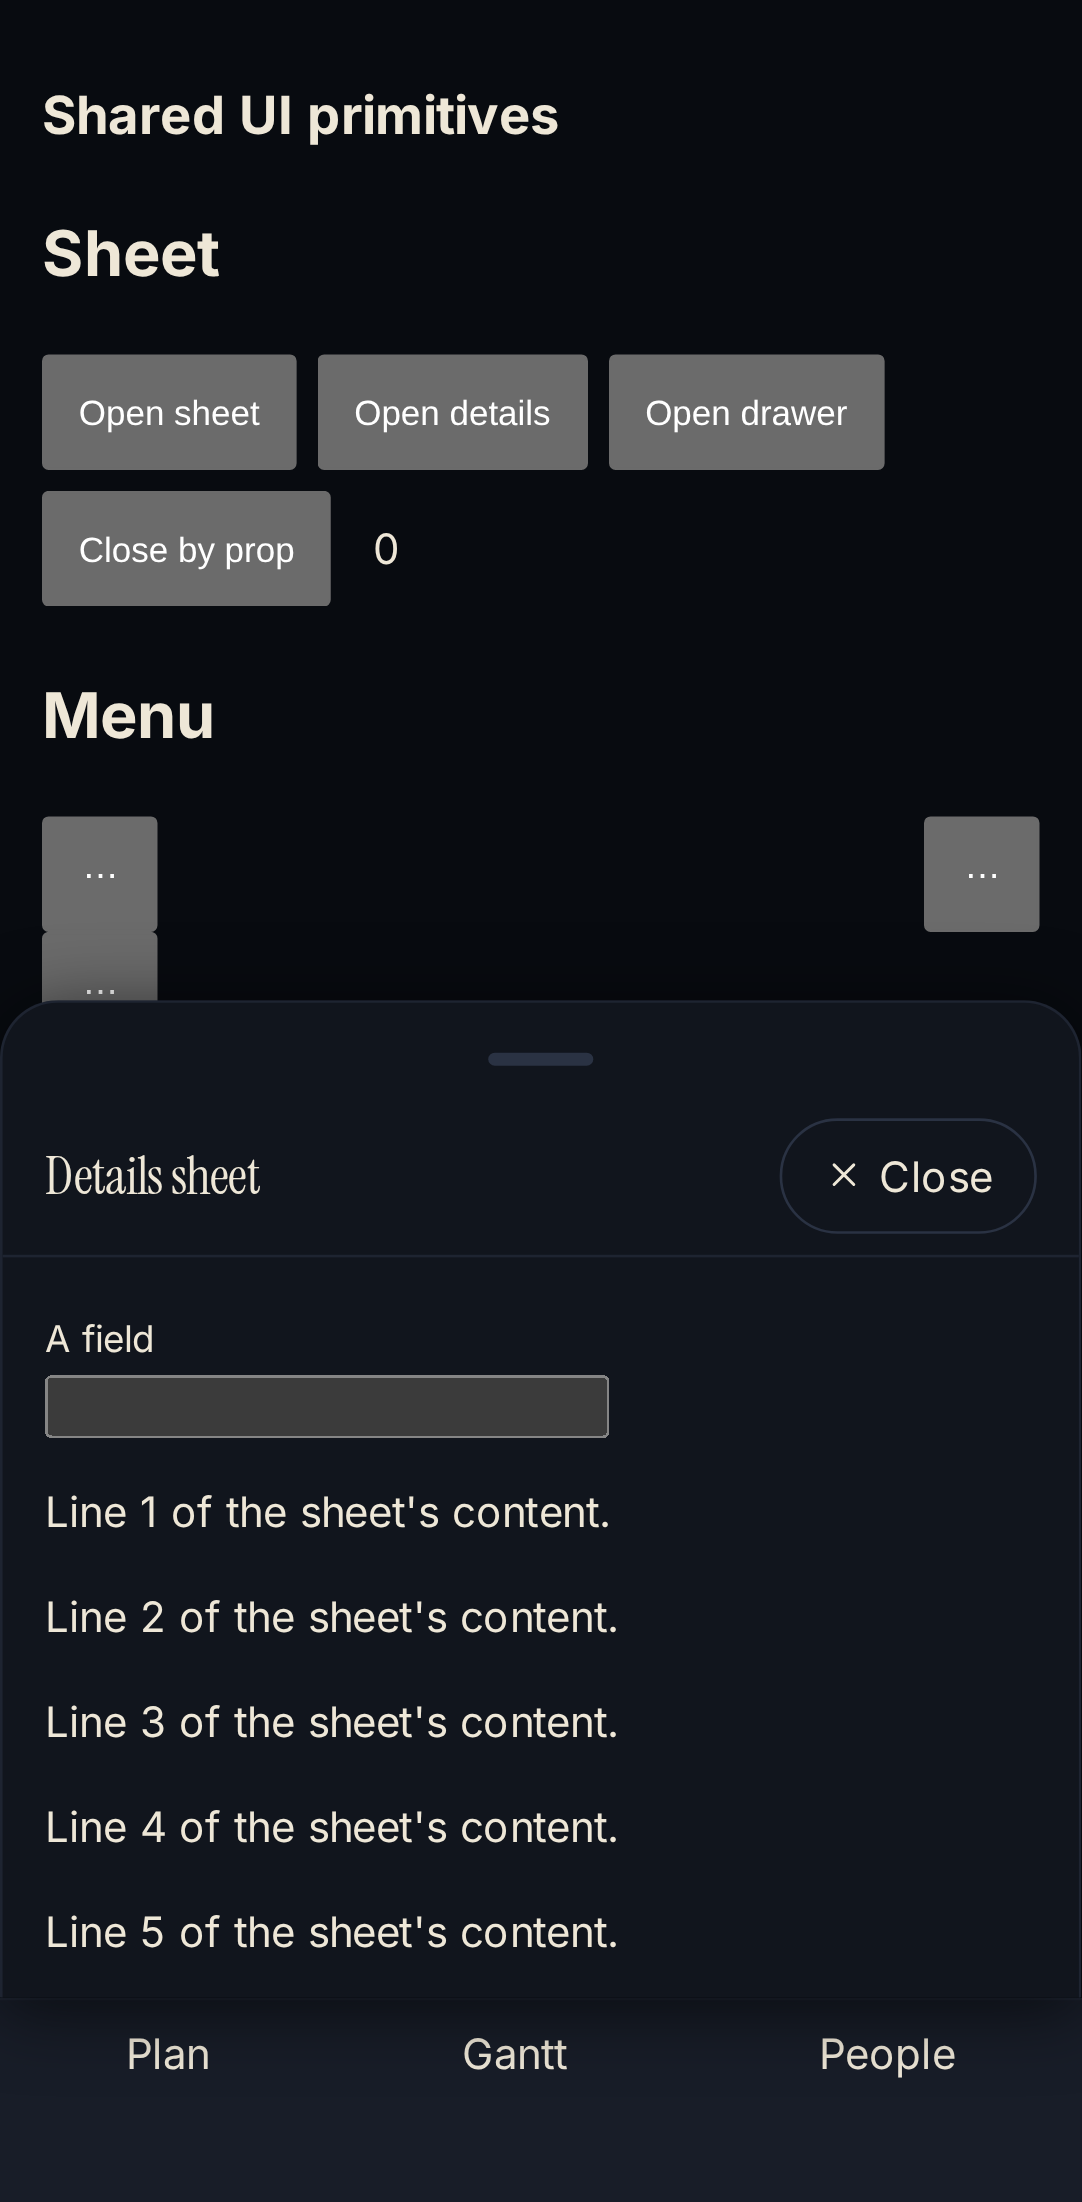 Shared UI primitives
Sheet
Open sheet Open details Open drawer
Close by prop 0
Menu
... ...
...
Details sheet × Close
A field
Line 1 of the sheet's content.
Line 2 of the sheet's content.
Line 3 of the sheet's content.
Line 4 of the sheet's content.
Line 5 of the sheet's content.
Plan Gantt People